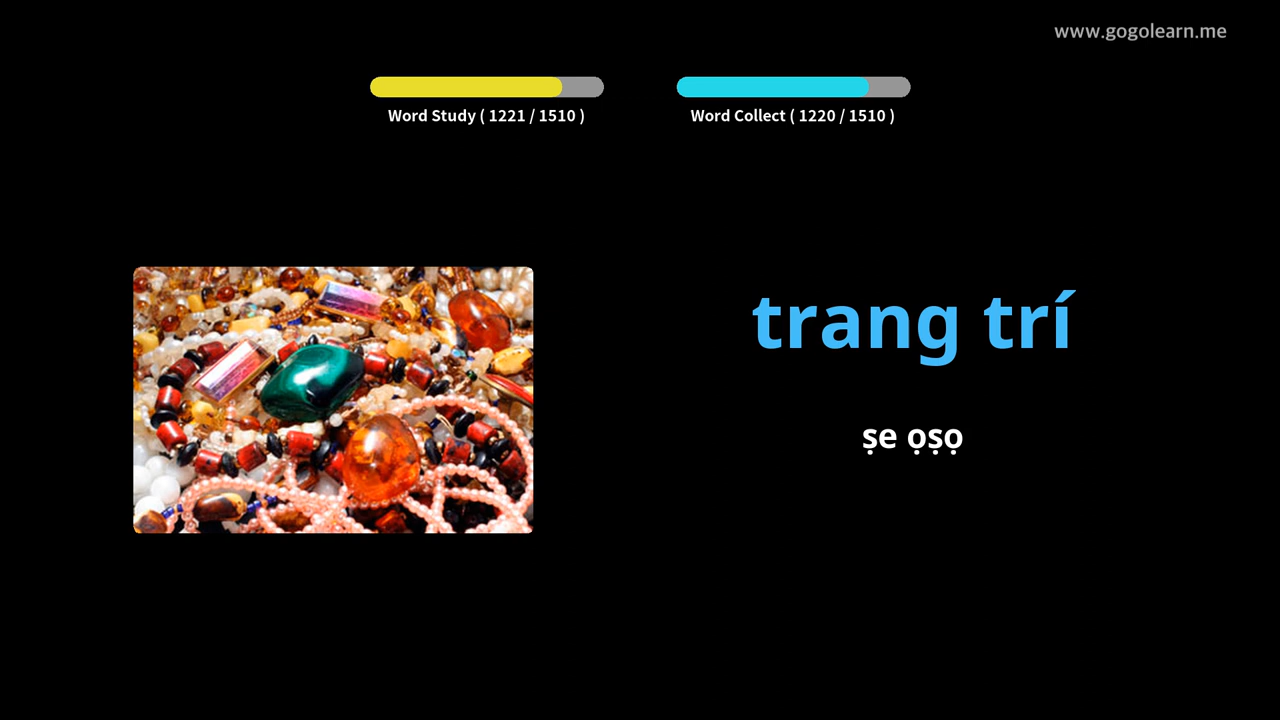 www.gogolearn.me
Word Study ( 1221 / 1510 )
Word Collect ( 1220 / 1510 )
trang trí
ṣe ọṣọ